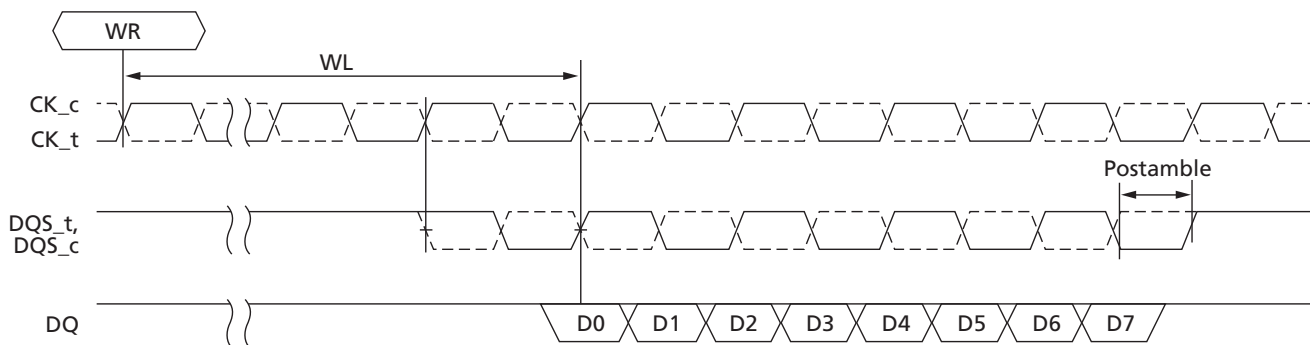 WR
WL
CK_c
CK_t
Postamble
DQS_t,
DQS_c
DQ
D0 D1 D2 D3 D4 D5 D6 D7